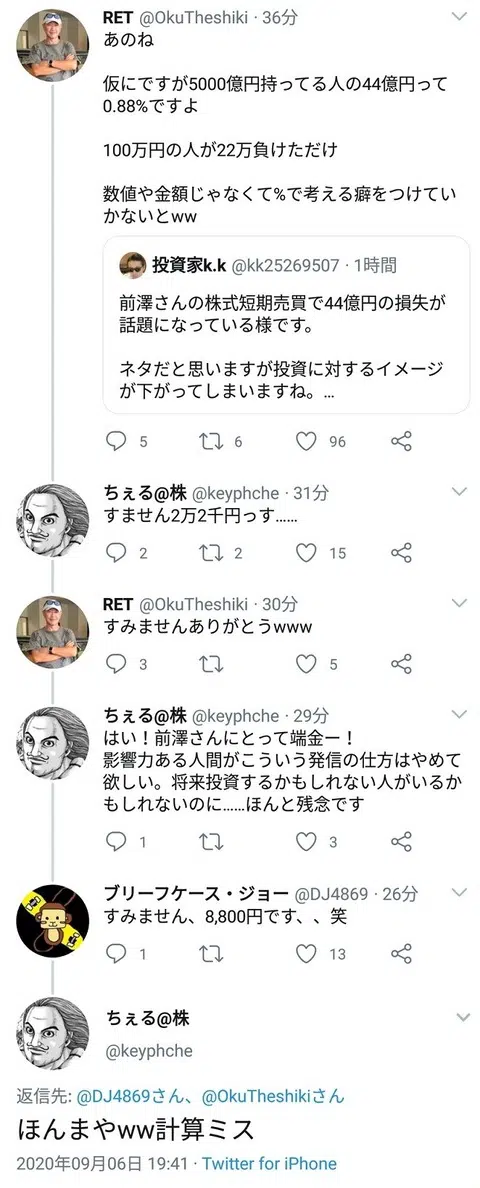 RET @OkuTheshiki · 36分
あのね
仮にですが5000億円持ってる人の44億円って
0.88%ですよ
100万円の人が22万負けただけ
数値や金額じゃなくて%で考える癖をつけてい
かないとww
投資家k.k @kk25269507 · 1時間
前澤さんの株式短期売買で44億円の損失が
話題になっている様です。
ネタだと思いますが投資に対するイメージ
が下がってしまいますね。...
5 6 96
ちぇる@株 @keyphche · 31分
すません2万2千円っす......
2 2 15
RET @OkuTheshiki · 30分
すみませんありがとうwww
3 5
ちぇる@株 @keyphche · 29分
はい！前澤さんにとって端金ー！
影響力ある人間がこういう発信の仕方はやめて
欲しい。将来投資するかもしれない人がいるか
もしれないのに......ほんと残念です
1 3
ブリーフケース・ジョー @DJ4869 · 26分
すみません、8,800円です、、笑
1 13
ちぇる@株
@keyphche
返信先: @DJ4869さん、@OkuTheshikiさん
ほんまやww計算ミス
2020年09月06日 19:41 · Twitter for iPhone